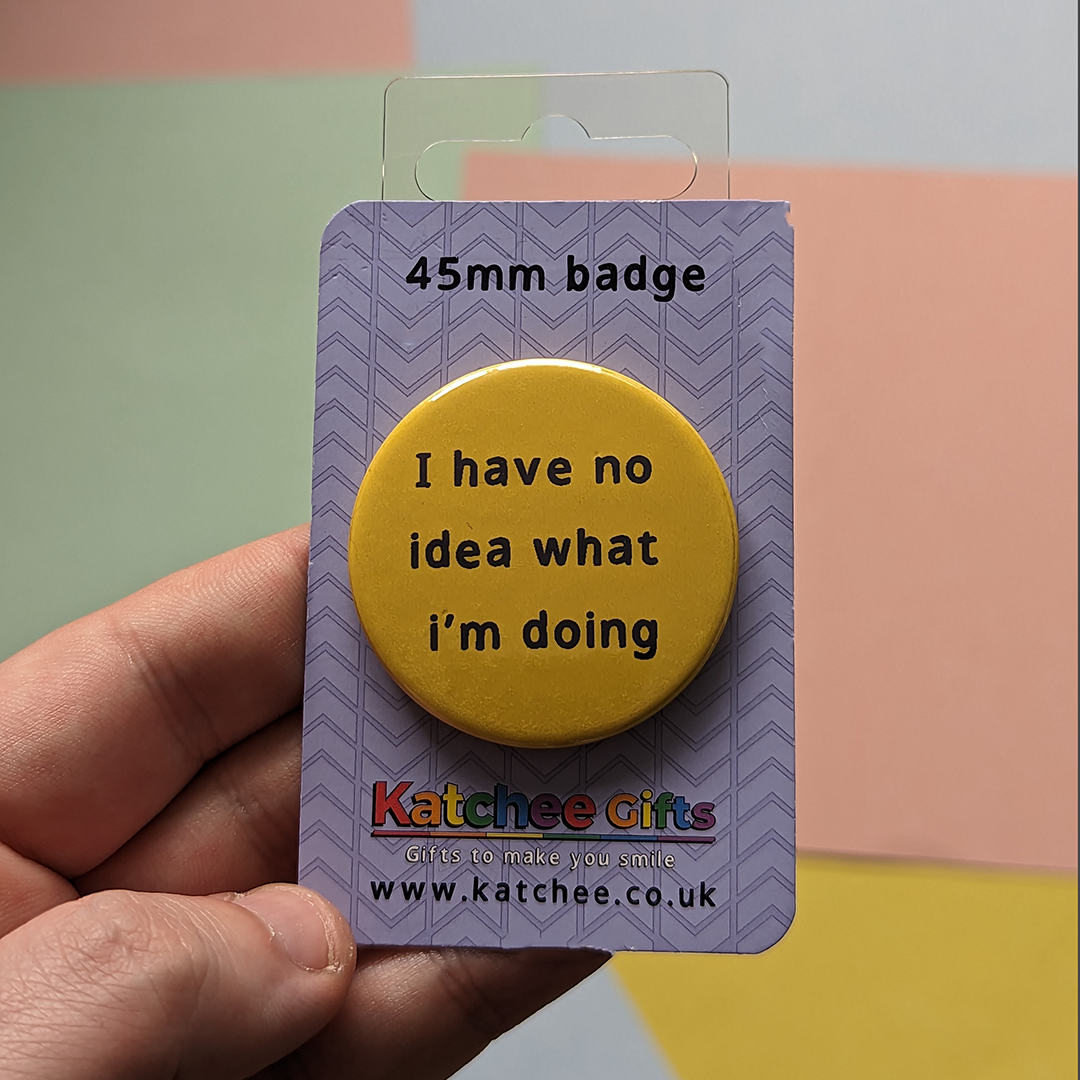 45mm badge
I have no
idea what
i'm doing
Katchee Gifts
Gifts to make you smile
www.katchee.co.uk